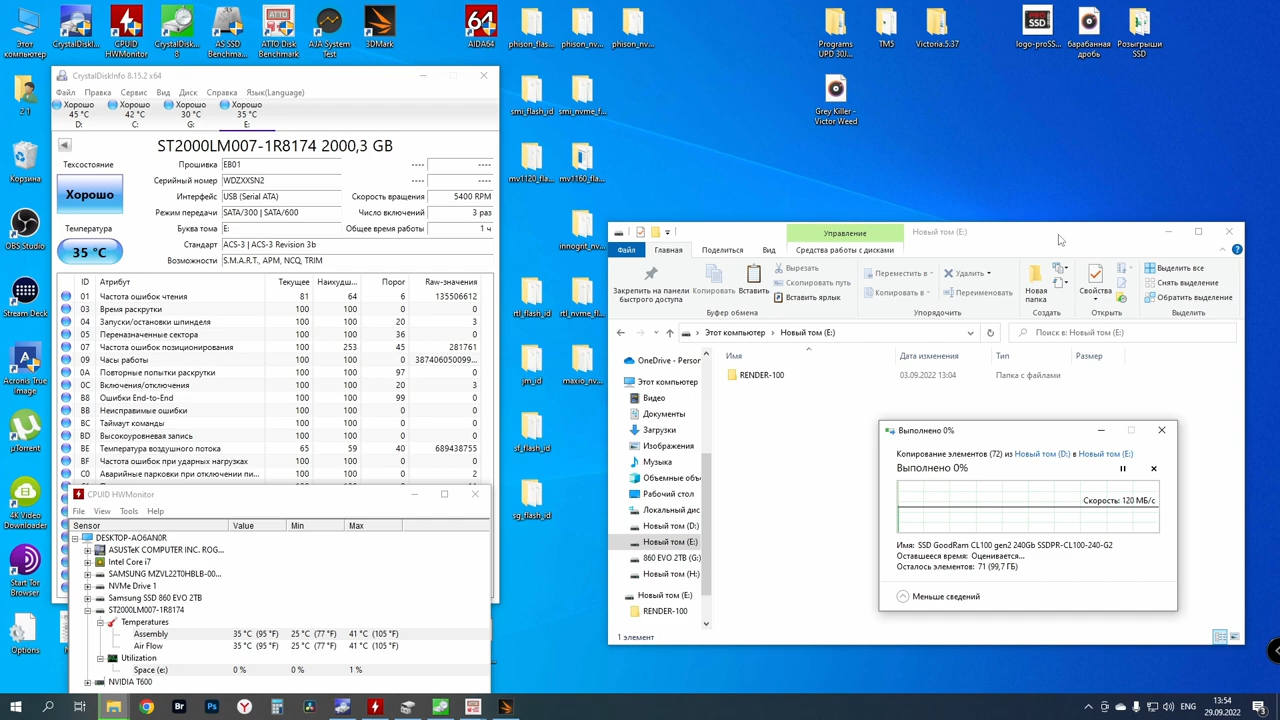 Этот компьютер
CrystalDiskI...
CPUID HWMonitor
CrystalD... 8
AS SSD Benchma...
ATTO Disk Benchmark
AJA System Test
3DMark
AIDA64
phison_flas...
phison_nv...
phison_nv...
Programs UPD 30J...
TM5
Victoria.5.37
logo-proSS...
барабанная дробь
Розыгрыши SSD
21
Корзина
OBS Studio
Stream Deck
Acronis True Image
µTorrent
4K Video Downloader
Start Tor Browser
Options
smi_flash_id
smi_nvme_f...
mv1120_fla...
mv1160_fla...
innogrit_nv...
rtl_flash_id
rtl_nvme_fl...
jm_id
maxio_nv...
sf_flash_id
sg_flash_id
Grey Killer - Victor Weed
CrystalDiskInfo 8.15.2 x64
Файл Правка Сервис Вид Диск Справка Язык(Language)
Хорошо Хорошо Хорошо Хорошо
45 °C 42 °C 30 °C 35 °C
D: C: G: E:
ST2000LM007-1R8174 2000,3 GB
Техсостояние
Хорошо
Температура
35 °C
Прошивка EB01 ---- ----
Серийный номер WDZXXSN2 ---- ----
Интерфейс USB (Serial ATA) Скорость вращения 5400 RPM
Режим передачи SATA/300 | SATA/600 Число включений 3 раз
Буква тома E: Общее время работы 1 ч
Стандарт ACS-3 | ACS-3 Revision 3b
Возможности S.M.A.R.T., APM, NCQ, TRIM
ID Атрибут Текущее Наихудш... Порог Raw-значения
01 Частота ошибок чтения 81 64 6 135506612
03 Время раскрутки 100 100 0 0
04 Запуски/остановки шпинделя 100 100 20 3
05 Переназначенные сектора 100 100 36 0
07 Частота ошибок позиционирования 100 253 45 281761
09 Часы работы 100 100 0 387406050099...
0A Повторные попытки раскрутки 100 100 97 0
0C Включения/отключения 100 100 20 3
B8 Ошибки End-to-End 100 100 99 0
BB Неисправимые ошибки 100 100 0 0
BC Таймаут команды 100 100 0 0
BD Высокоуровневая запись 100 100 0 0
BE Температура воздушного потока 65 59 40 689438755
BF Частота ошибок при ударных нагрузках 100 100 0 0
C0 Аварийные парковки при отключении пи... 100 100 0 2
CPUID HWMonitor
File View Tools Help
Sensor Value Min Max
DESKTOP-AO6AN0R
ASUSTeK COMPUTER INC. ROG...
Intel Core i7
SAMSUNG MZVL22T0HBLB-00...
NVMe Drive 1
Samsung SSD 860 EVO 2TB
ST2000LM007-1R8174
Temperatures
Assembly 35 °C (95 °F) 25 °C (77 °F) 41 °C (105 °F)
Air Flow 35 °C (95 °F) 25 °C (77 °F) 41 °C (105 °F)
Utilization
Space (e:) 0 % 0 % 1 %
NVIDIA T600
Управление Новый том (E:)
Файл Главная Поделиться Вид Средства работы с дисками
Закрепить на панели быстрого доступа
Копировать
Вставить
Вырезать
Скопировать путь
Вставить ярлык
Буфер обмена
Переместить в
Копировать в
Удалить
Переименовать
Упорядочить
Новая папка
Создать
Свойства
Открыть
Выделить все
Снять выделение
Обратить выделение
Выделить
Этот компьютер > Новый том (E:)
Поиск в: Новый том (E:)
Имя Дата изменения Тип Размер
RENDER-100 03.09.2022 13:04 Папка с файлами
OneDrive - Person
Этот компьютер
Видео
Документы
Загрузки
Изображения
Музыка
Объемные объ
Рабочий стол
Локальный дис
Новый том (D:)
Новый том (E:)
860 EVO 2TB (G:)
Новый том (H:)
Новый том (E:)
RENDER-100
1 элемент
Выполнено 0%
Копирование элементов (72) из Новый том (D:) в Новый том (E:)
Выполнено 0%
Скорость: 120 МБ/с
Имя: SSD GoodRam CL100 gen2 240Gb SSDPR-CL100-240-G2
Оставшееся время: Оценивается...
Осталось элементов: 71 (99,7 ГБ)
Меньше сведений
ENG
13:54
29.09.2022